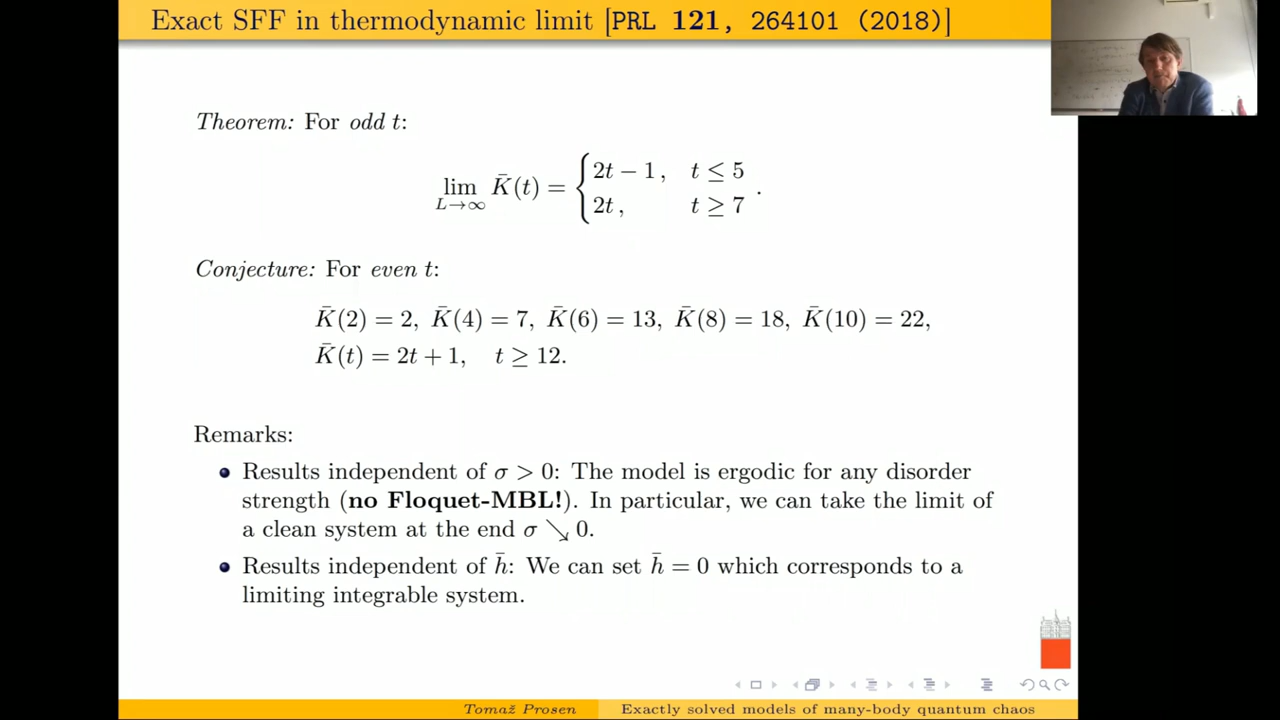 Exact SFF in thermodynamic limit [PRL 121, 264101 (2018)]
Theorem: For odd t:
lim_{L→∞} K̄(t) = { 2t − 1, t ≤ 5
2t, t ≥ 7 .
Conjecture: For even t:
K̄(2) = 2, K̄(4) = 7, K̄(6) = 13, K̄(8) = 18, K̄(10) = 22,
K̄(t) = 2t + 1, t ≥ 12.
Remarks:
Results independent of σ > 0: The model is ergodic for any disorder
strength (no Floquet-MBL!). In particular, we can take the limit of
a clean system at the end σ ↘ 0.
Results independent of h̄: We can set h̄ = 0 which corresponds to a
limiting integrable system.
Tomaž Prosen Exactly solved models of many-body quantum chaos